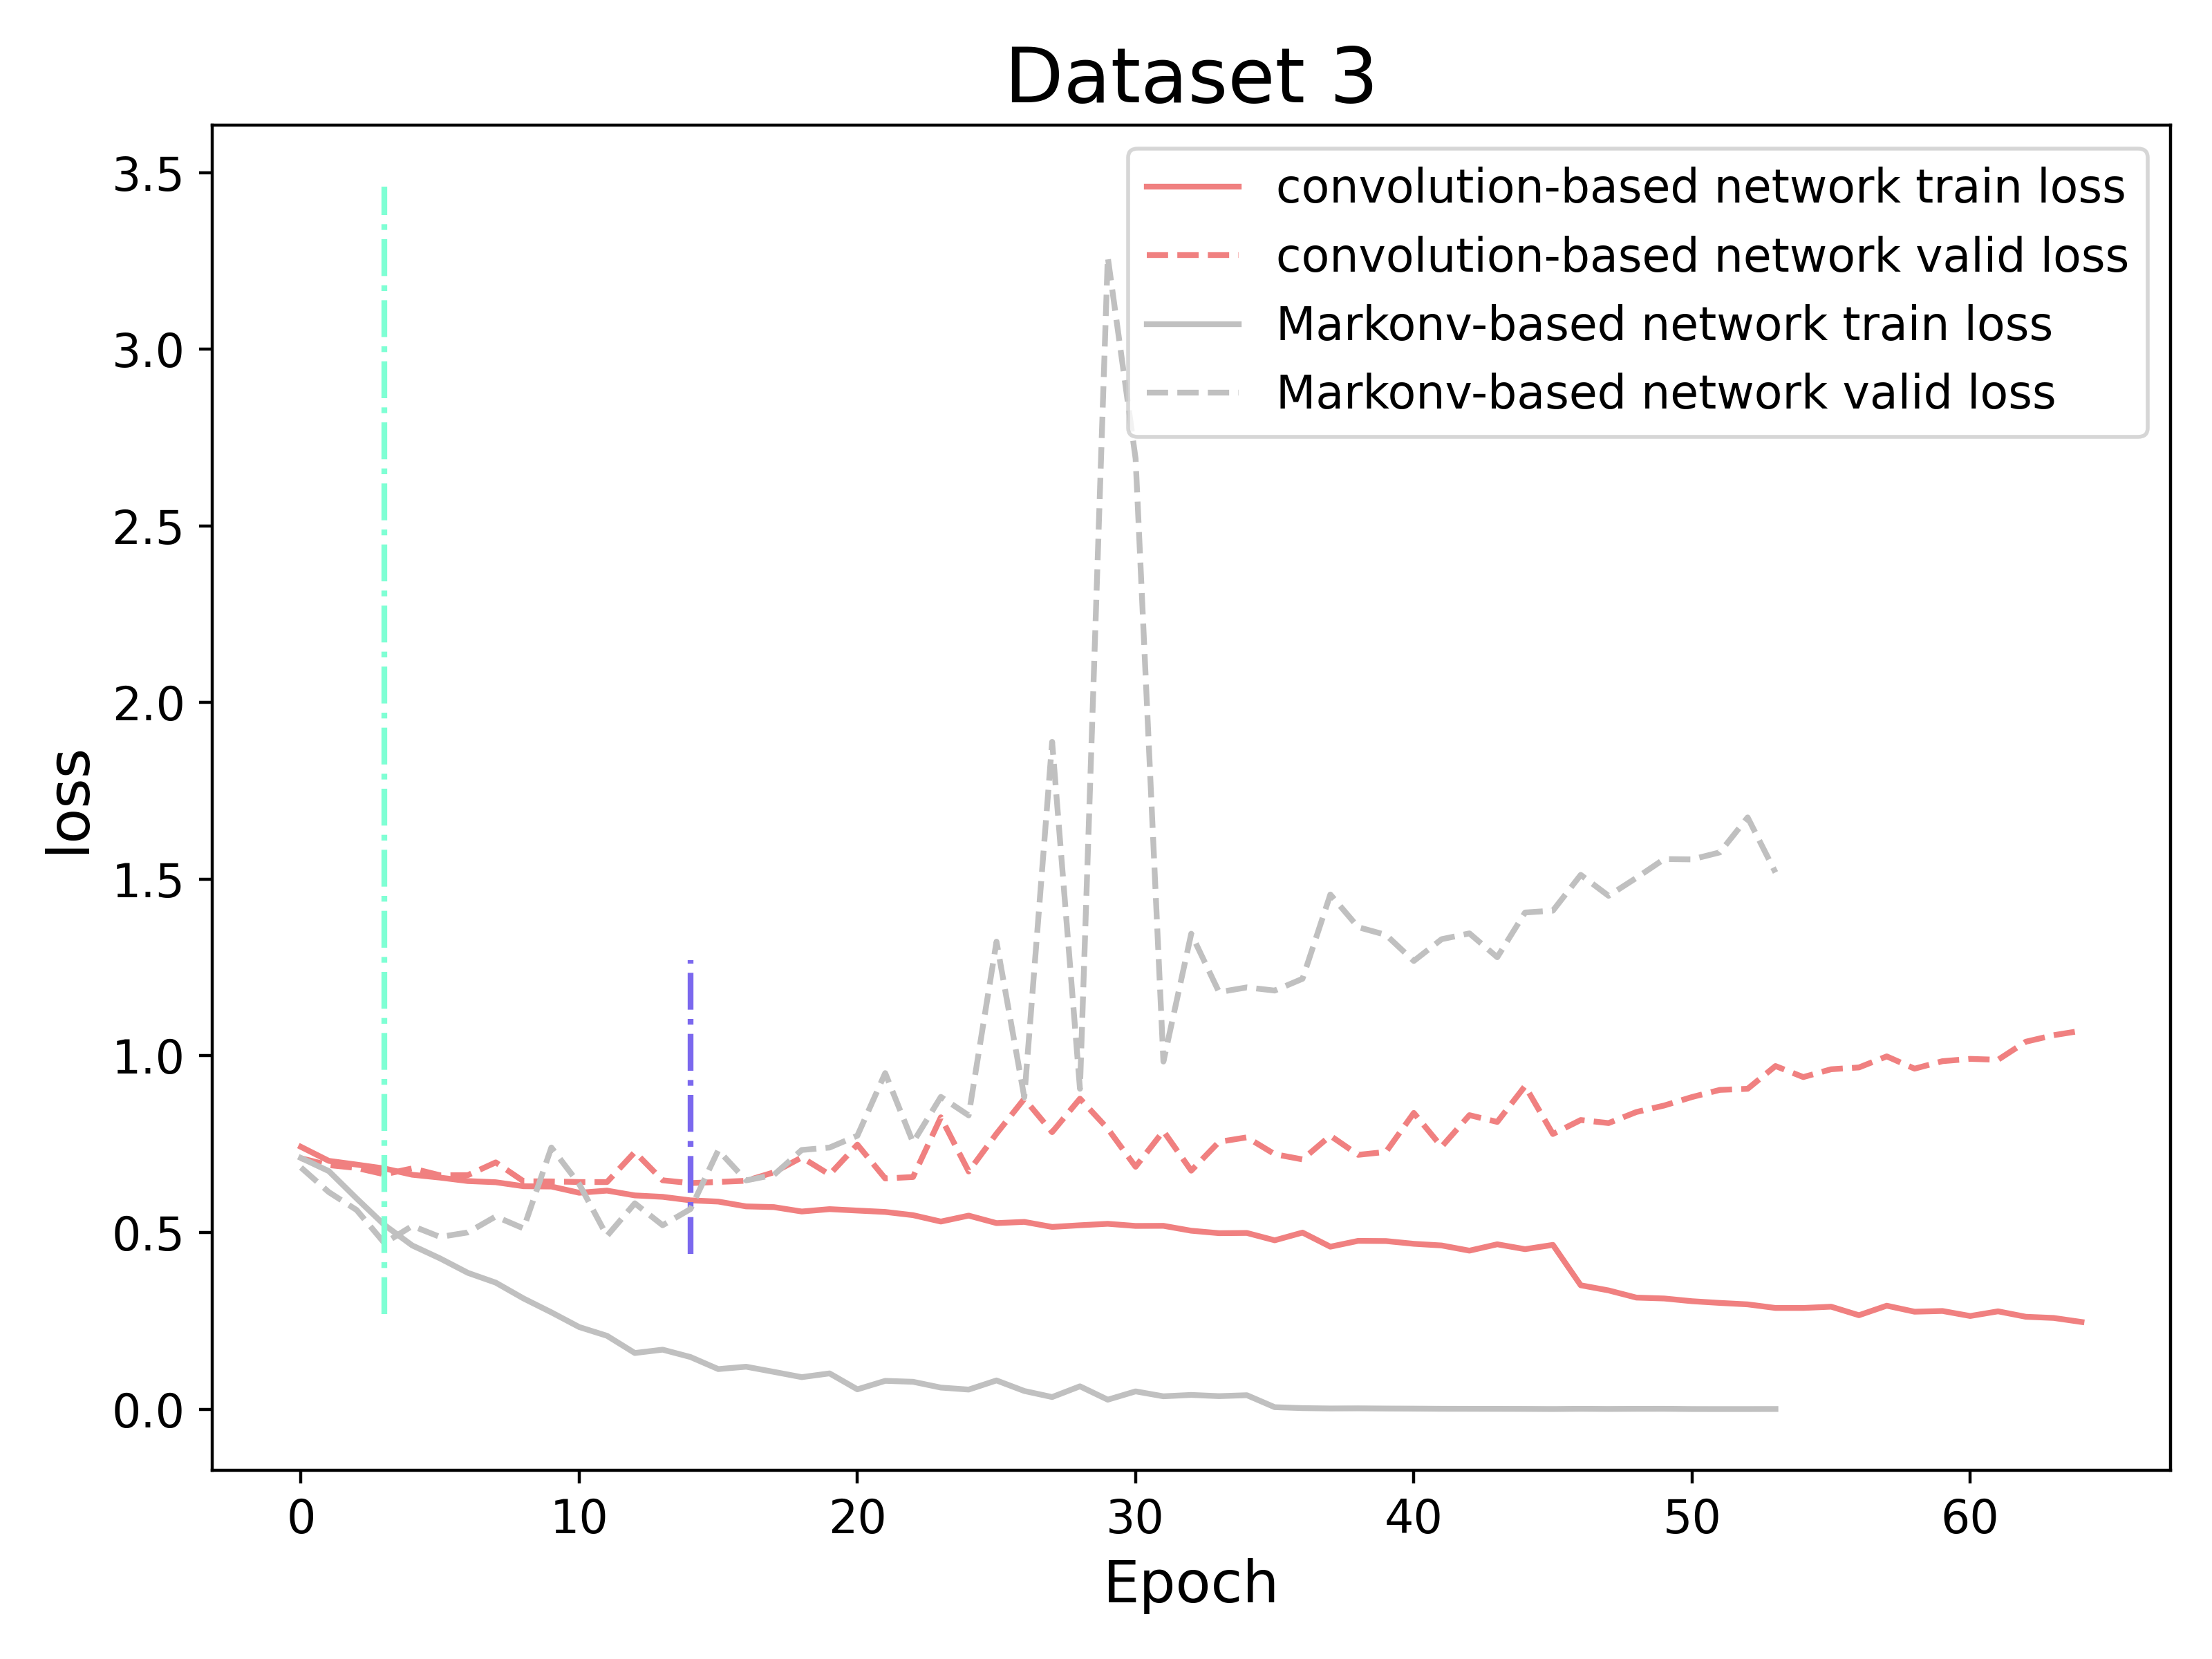 Dataset 3
3.5
3.0
2.5
2.0
1.5
1.0
0.5
0.0
loss
convolution-based network train loss
convolution-based network valid loss
Markonv-based network train loss
Markonv-based network valid loss
0 10 20 30 40 50 60
Epoch